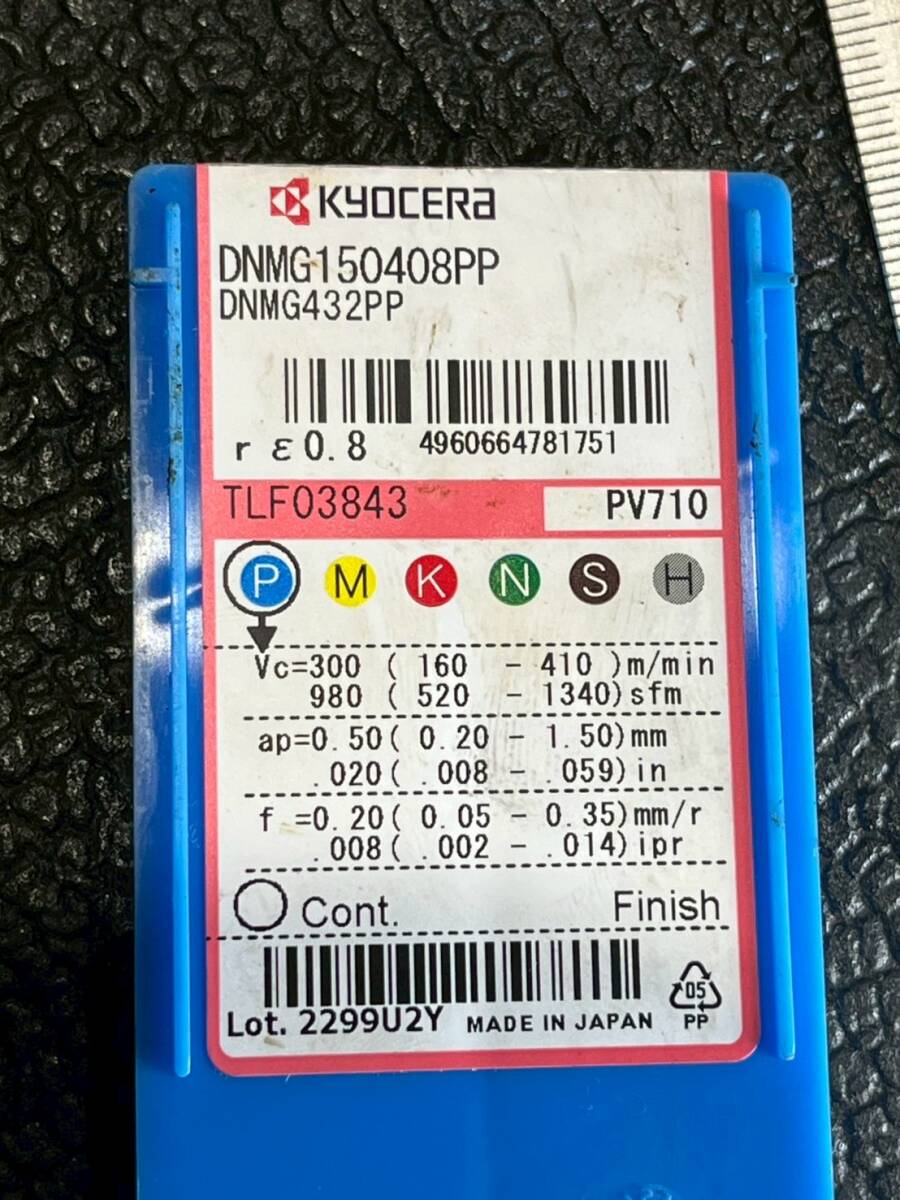 KYOCERA
DNMG150408PP
DNMG432PP
rε0.8 4960664781751
TLF03843 PV710
P M K N S H
Vc=300 ( 160 - 410 )m/min
980 ( 520 - 1340)sfm
ap=0.50( 0.20 - 1.50)mm
.020( .008 - .059)in
f =0.20( 0.05 - 0.35)mm/r
.008( .002 - .014)ipr
Cont. Finish
05
Lot. 2299U2Y MADE IN JAPAN PP